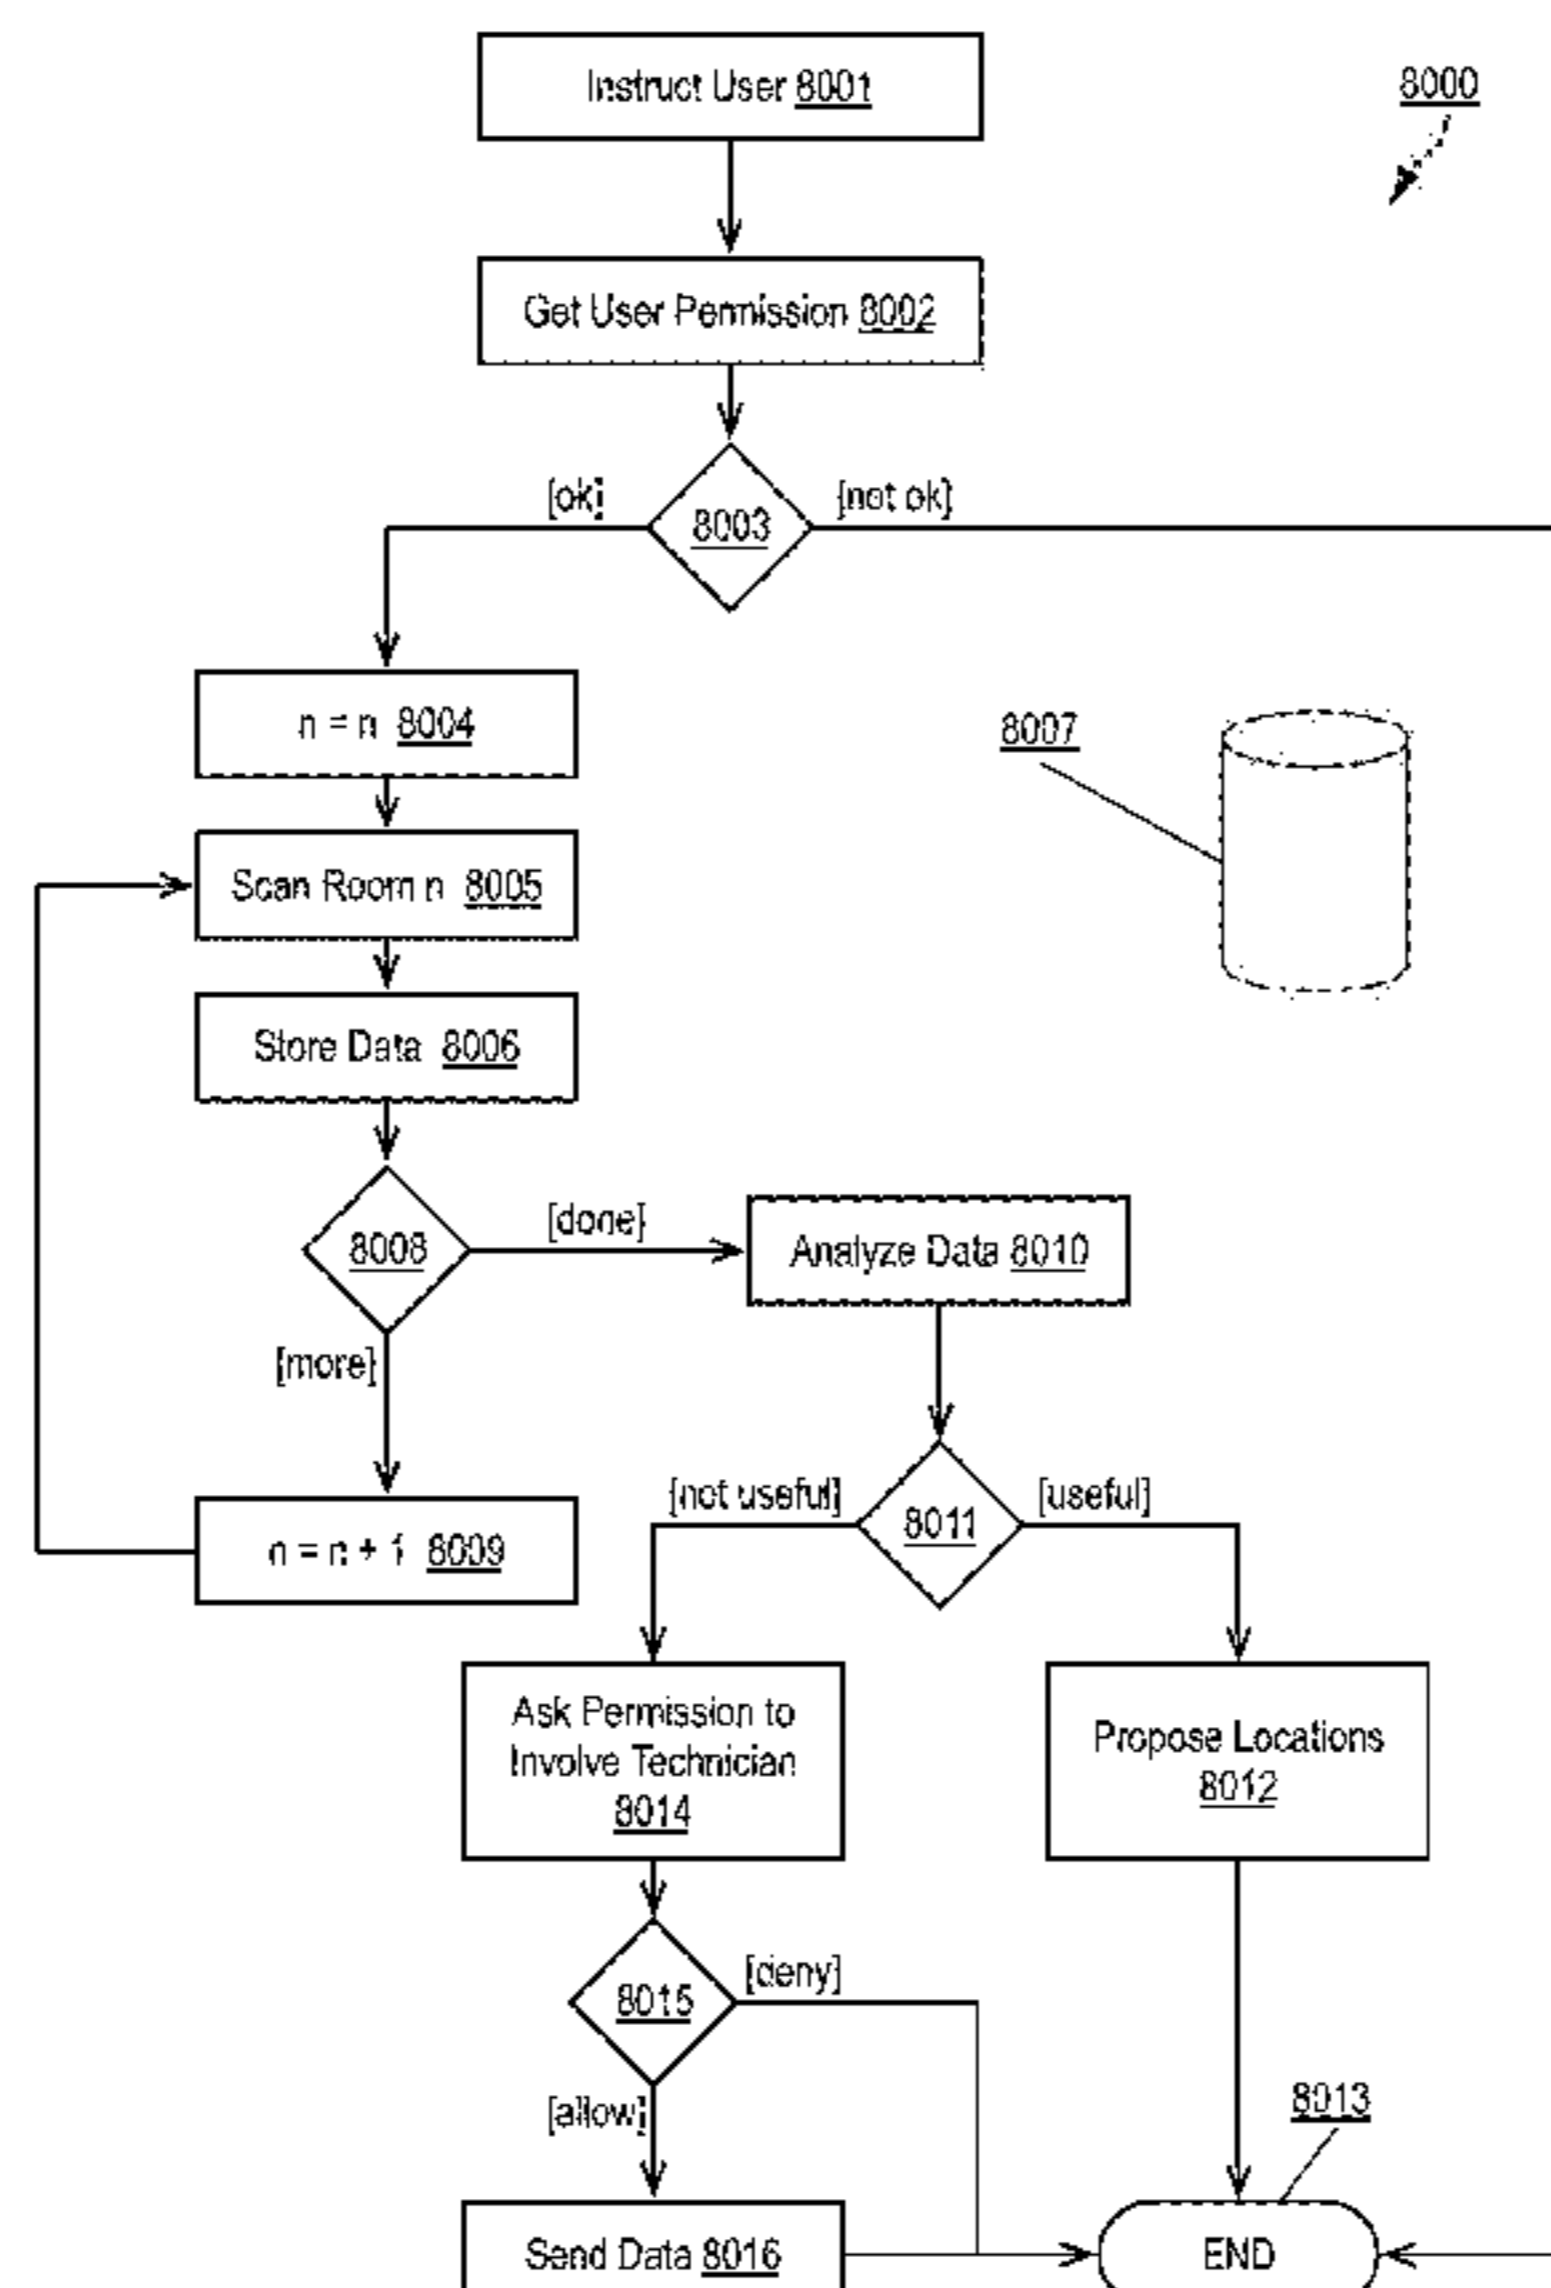 Instruct User 8001
8000
Get User Permission 8002
[ok]
[not ok]
8003
n = n 8004
8007
Scan Room n 8005
Store Data 8006
8008
[done]
Analyze Data 8010
[more]
[not useful]
[useful]
8011
n = n + 1 8009
Ask Permission to
Involve Technician
8014
Propose Locations
8012
8015
[deny]
[allow]
8013
Send Data 8016
END